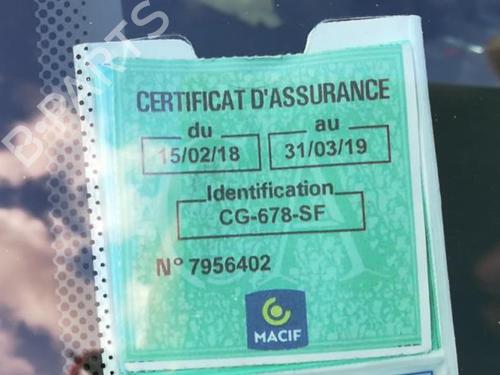 B-PARTS
CERTIFICAT D'ASSURANCE
du au
15/02/18 31/03/19
Identification
CG-678-SF
N° 7956402
MACIF